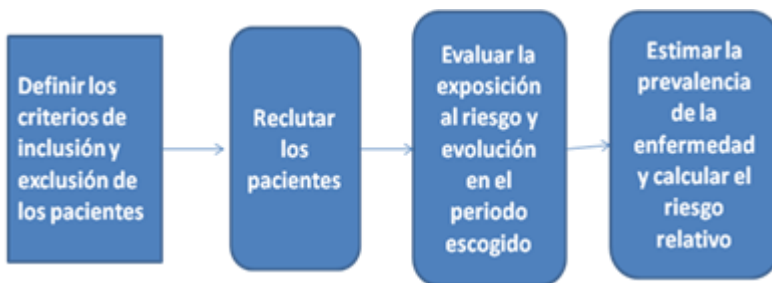 Definir los
criterios de
inclusión y
exclusión de
los pacientes
Reclutar
los
pacientes
Evaluar la
exposición
al riesgo y
evolución
en el
periodo
escogido
Estimar la
prevalencia
de la
enfermedad
y calcular el
riesgo
relativo